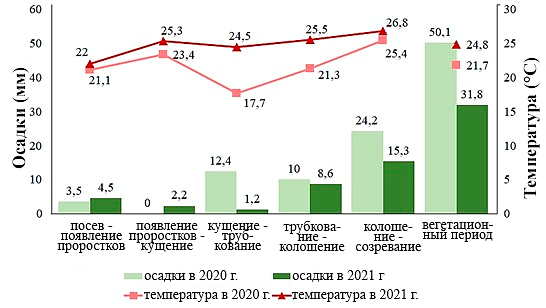 Осадки (мм)
Температура (°C)
60
50
40
30
20
10
0
30
25
20
15
10
5
0
22
25,3
24,5
25,5
26,8
24,8
21,1
23,4
17,7
21,3
25,4
21,7
3,5
4,5
0
2,2
12,4
1,2
10
8,6
24,2
15,3
50,1
31,8
посев -
появление
проростков
появление
проростков -
кущение
кущение -
труб-
кование
трубкова-
ние -
колошение
колоше-
ние -
созревание
вегетацион-
ный период
осадки в 2020 г.
осадки в 2021 г
температура в 2020 г.
температура в 2021 г.